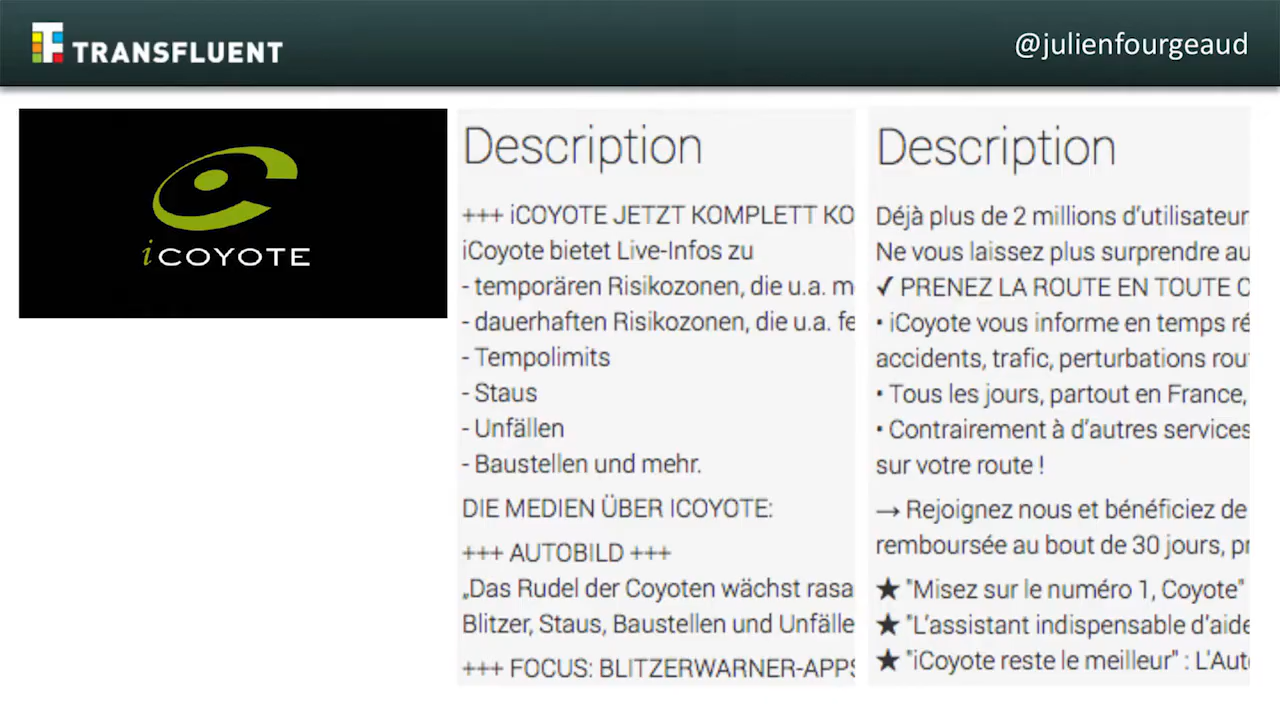 TRANSFLUENT
@julienfourgeaud
iCOYOTE
Description
+++ iCOYOTE JETZT KOMPLETT KO
iCoyote bietet Live-Infos zu
- temporären Risikozonen, die u.a. m
- dauerhaften Risikozonen, die u.a. fe
- Tempolimits
- Staus
- Unfällen
- Baustellen und mehr.
DIE MEDIEN ÜBER ICOYOTE:
+++ AUTOBILD +++
„Das Rudel der Coyoten wächst rasa
Blitzer, Staus, Baustellen und Unfälle
+++ FOCUS: BLITZERWARNER-APPS
Description
Déjà plus de 2 millions d’utilisateur
Ne vous laissez plus surprendre au
✓ PRENEZ LA ROUTE EN TOUTE
• iCoyote vous informe en temps ré
accidents, trafic, perturbations rou
• Tous les jours, partout en France,
• Contrairement à d’autres services
sur votre route !
→ Rejoignez nous et bénéficiez de
remboursée au bout de 30 jours, pr
★ "Misez sur le numéro 1, Coyote"
★ "L’assistant indispensable d’aide
★ "iCoyote reste le meilleur" : L’Aut